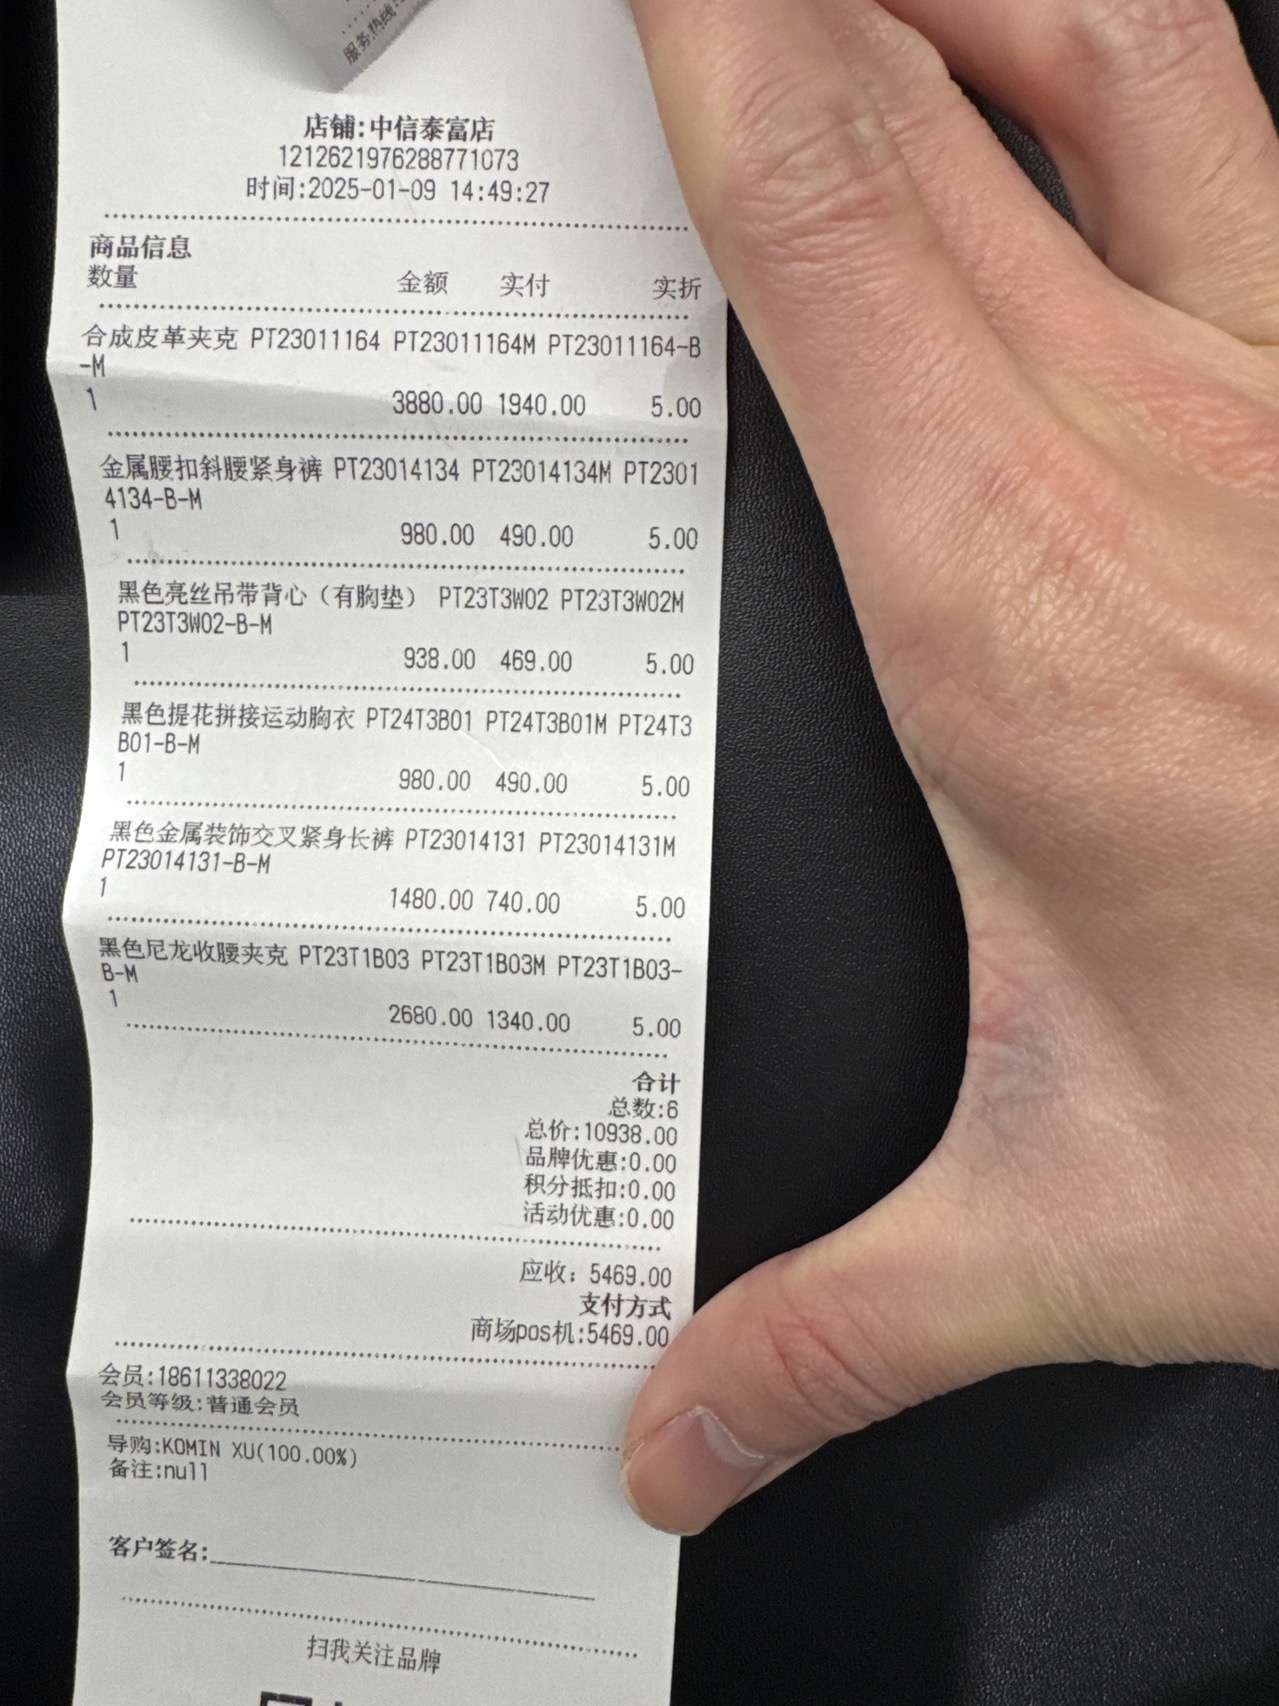 服务热线:
店铺:中信泰富店
1212621976288771073
时间:2025-01-09 14:49:27
商品信息
数量 金额 实付 实折
合成皮革夹克 PT23011164 PT23011164M PT23011164-B
-M
1 3880.00 1940.00 5.00
金属腰扣斜腰紧身裤 PT23014134 PT23014134M PT2301
4134-B-M
1 980.00 490.00 5.00
黑色亮丝吊带背心（有胸垫） PT23T3W02 PT23T3W02M
PT23T3W02-B-M
1 938.00 469.00 5.00
黑色提花拼接运动胸衣 PT24T3B01 PT24T3B01M PT24T3
B01-B-M
1 980.00 490.00 5.00
黑色金属装饰交叉紧身长裤 PT23014131 PT23014131M
PT23014131-B-M
1 1480.00 740.00 5.00
黑色尼龙收腰夹克 PT23T1B03 PT23T1B03M PT23T1B03-
B-M
1 2680.00 1340.00 5.00
合计
总数:6
总价:10938.00
品牌优惠:0.00
积分抵扣:0.00
活动优惠:0.00
应收: 5469.00
支付方式
商场pos机:5469.00
会员:18611338022
会员等级:普通会员
导购:KOMIN XU(100.00%)
备注:null
客户签名:
扫我关注品牌